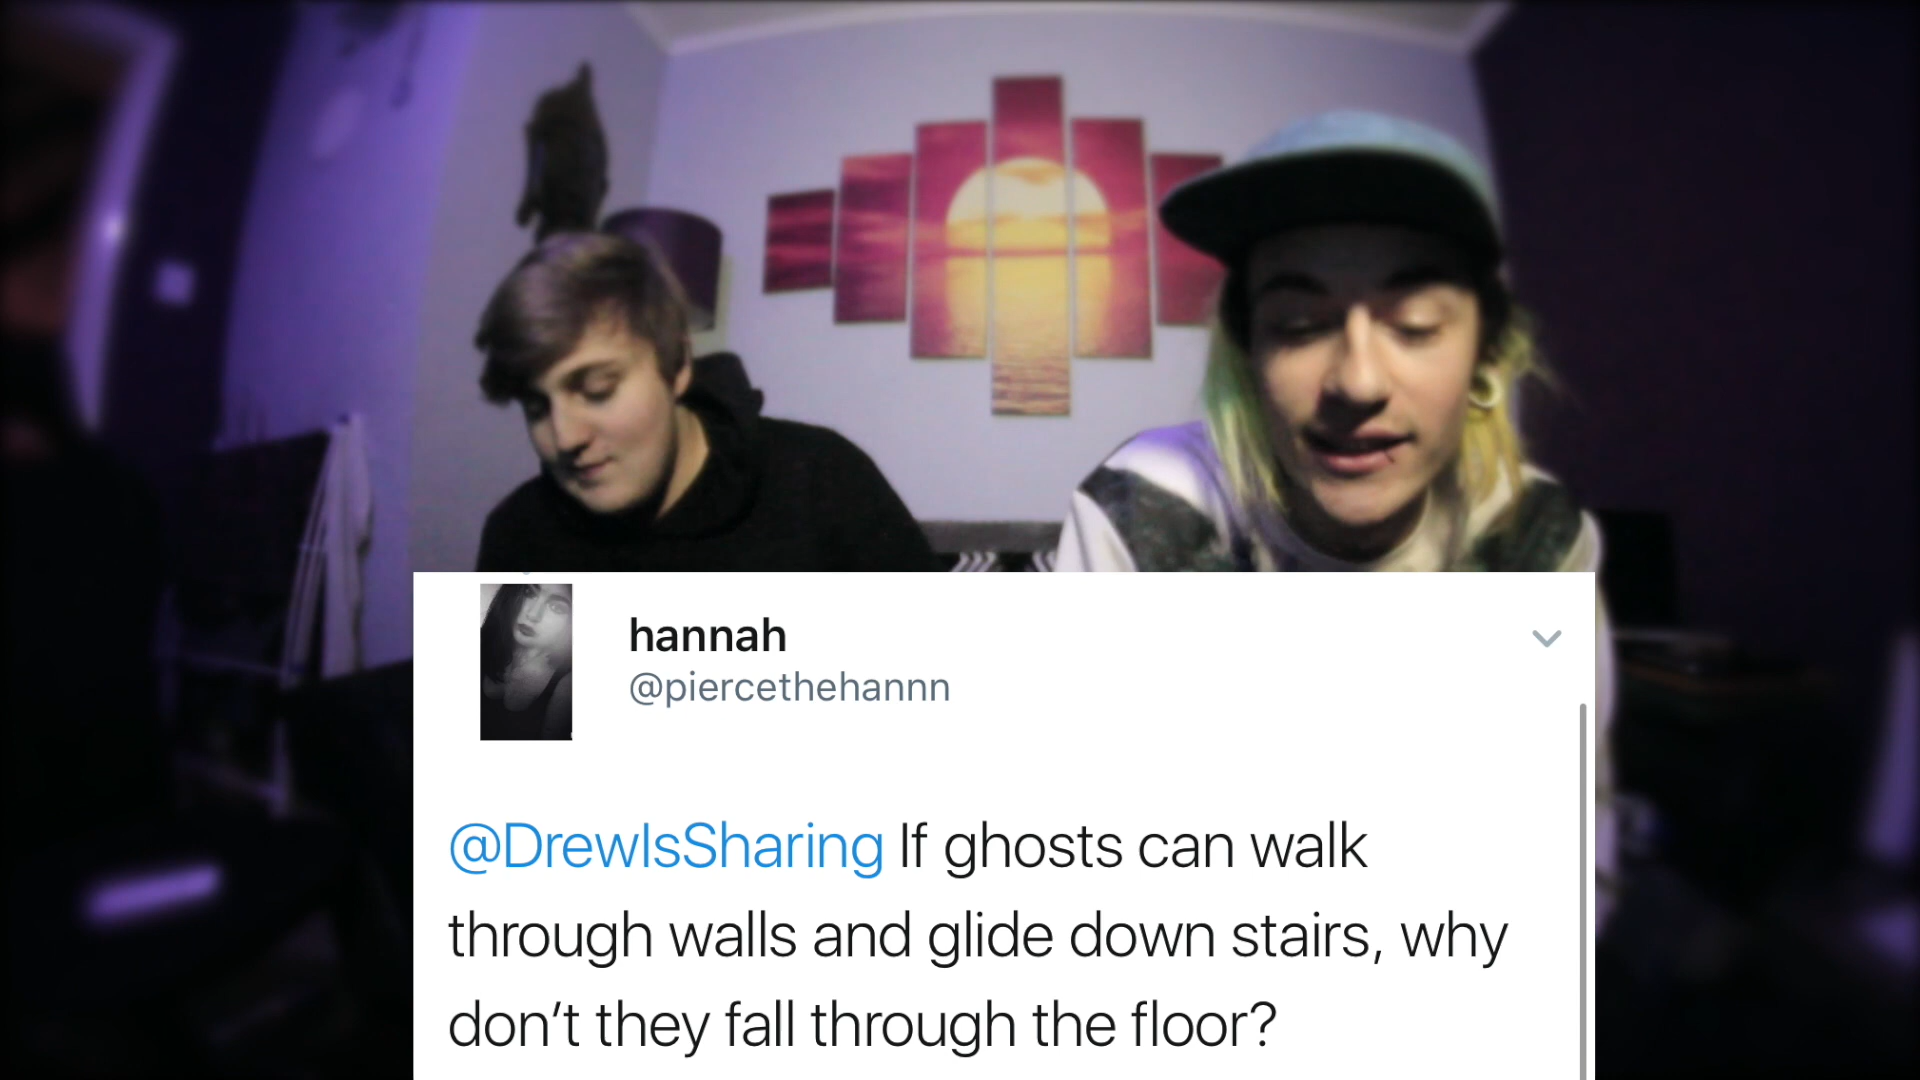 hannah
@piercethehannn
@DrewIsSharing If ghosts can walk
through walls and glide down stairs, why
don't they fall through the floor?